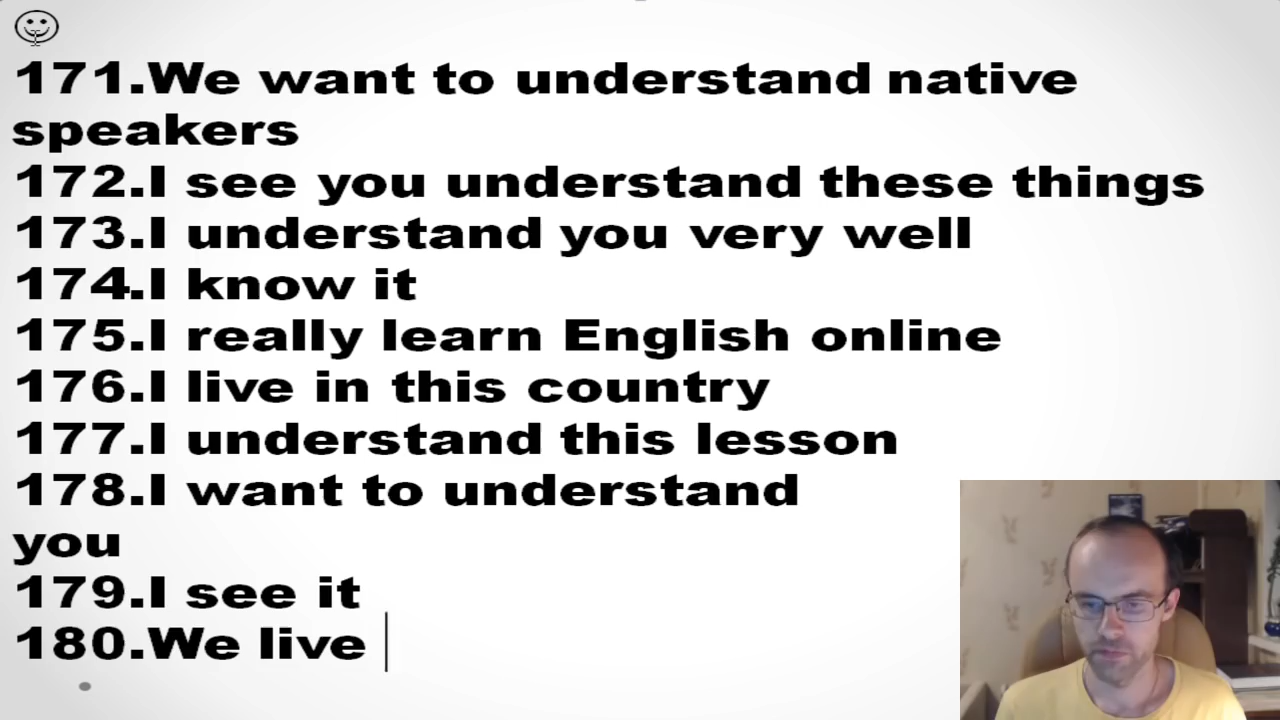 171.We want to understand native
speakers
172.I see you understand these things
173.I understand you very well
174.I know it
175.I really learn English online
176.I live in this country
177.I understand this lesson
178.I want to understand
you
179.I see it
180.We live